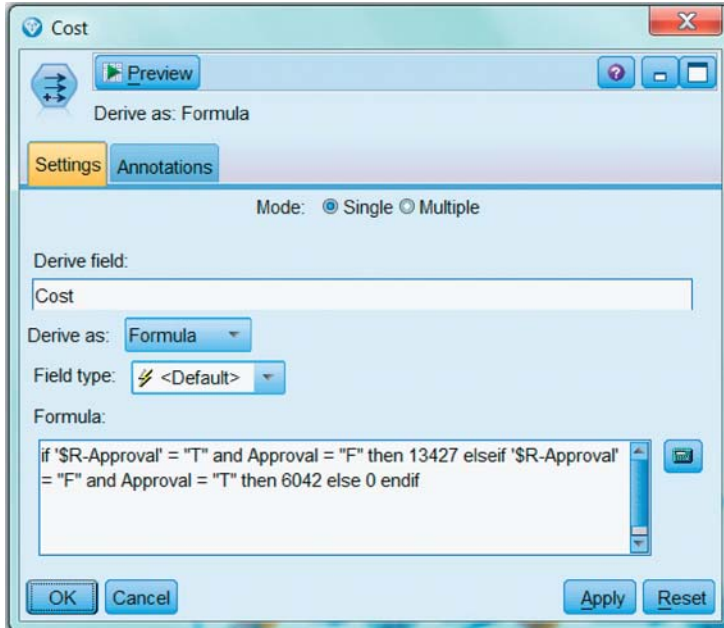 Cost
Preview
Derive as: Formula
Settings Annotations
Mode: Single Multiple
Derive field:
Cost
Derive as: Formula
Field type: <Default>
Formula:
if '$R-Approval' = "T" and Approval = "F" then 13427 elseif '$R-Approval'
= "F" and Approval = "T" then 6042 else 0 endif
OK Cancel Apply Reset